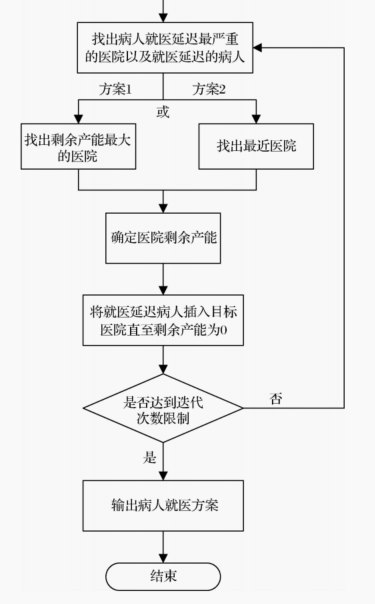 找出病人就医延迟最严重
的医院以及就医延迟的病人
方案1
方案2
或
找出剩余产能最大
的医院
找出最近医院
确定医院剩余产能
将就医延迟病人插入目标
医院直至剩余产能为0
是否达到迭代
次数限制
否
是
输出病人就医方案
结束